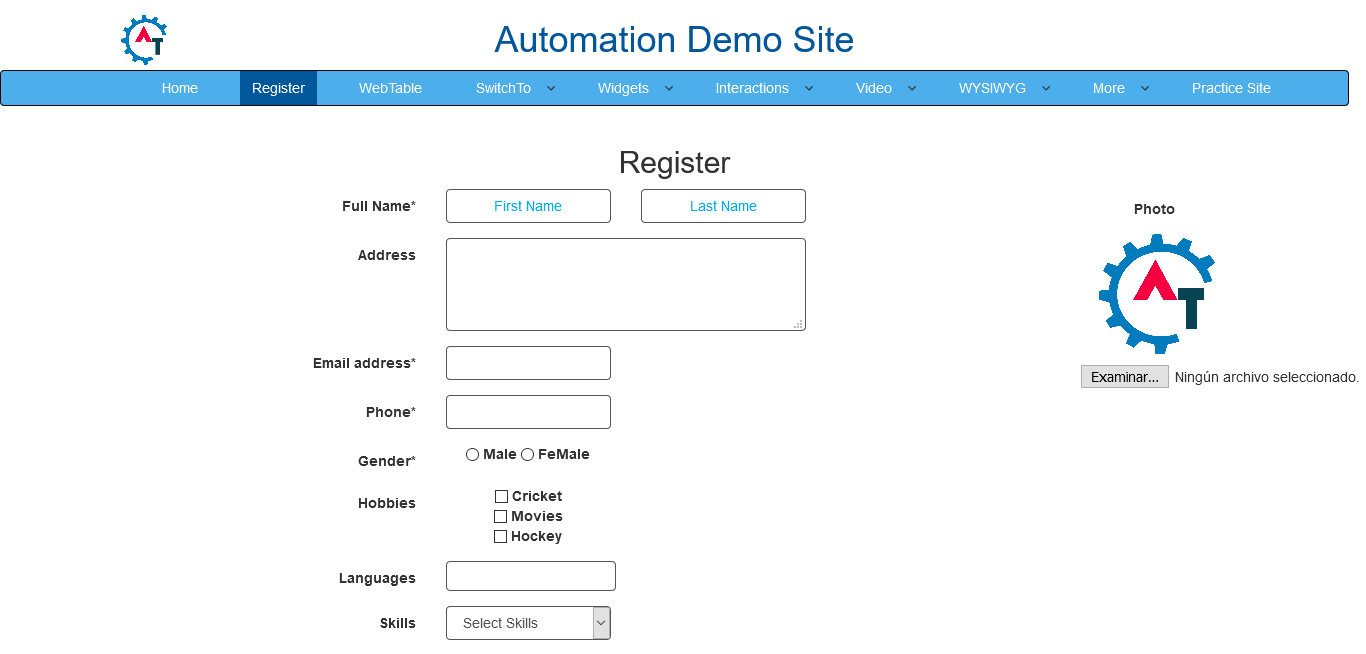 AT
Automation Demo Site
Home Register WebTable SwitchTo Widgets Interactions Video WYSIWYG More Practice Site
Register
Full Name* First Name Last Name
Photo
Address
AT
Email address*
Examinar... Ningún archivo seleccionado.
Phone*
Gender* Male FeMale
Hobbies Cricket
Movies
Hockey
Languages
Skills Select Skills